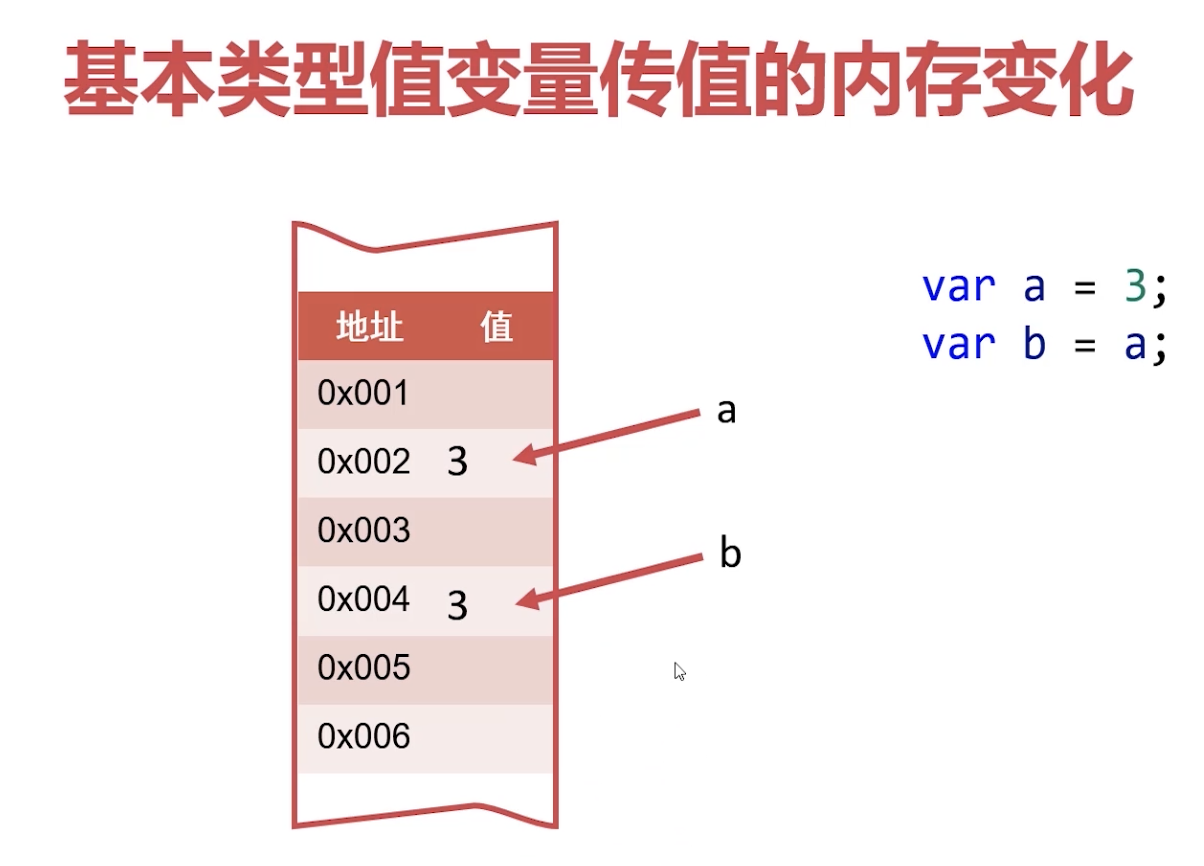 基本类型值变量传值的内存变化
var a = 3;
var b = a;
地址 值
0x001
0x002 3
0x003
0x004 3
0x005
0x006
a
b